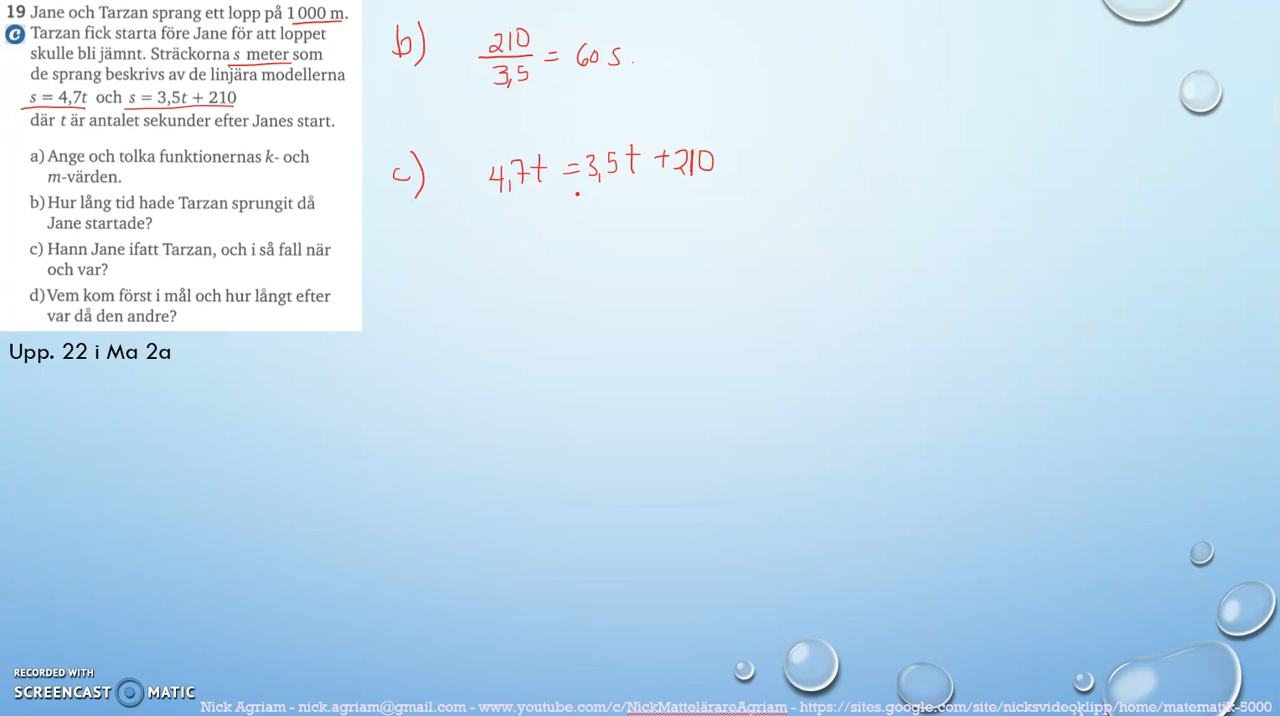 19 Jane och Tarzan sprang ett lopp på 1 000 m.
C Tarzan fick starta före Jane för att loppet
skulle bli jämnt. Sträckorna s meter som
de sprang beskrivs av de linjära modellerna
s = 4,7t och s = 3,5t + 210
där t är antalet sekunder efter Janes start.
a) Ange och tolka funktionernas k- och
m-värden.
b) Hur lång tid hade Tarzan sprungit då
Jane startade?
c) Hann Jane ifatt Tarzan, och i så fall när
och var?
d) Vem kom först i mål och hur långt efter
var då den andre?
Upp. 22 i Ma 2a
b) 210/3,5 = 60 s.
c) 4,7t = 3,5t + 210
RECORDED WITH
SCREENCAST MATIC
Nick Agriam - nick.agriam@gmail.com - www.youtube.com/c/NickMattelärareAgriam - https://sites.google.com/site/nicksvideoklipp/home/matematik-5000